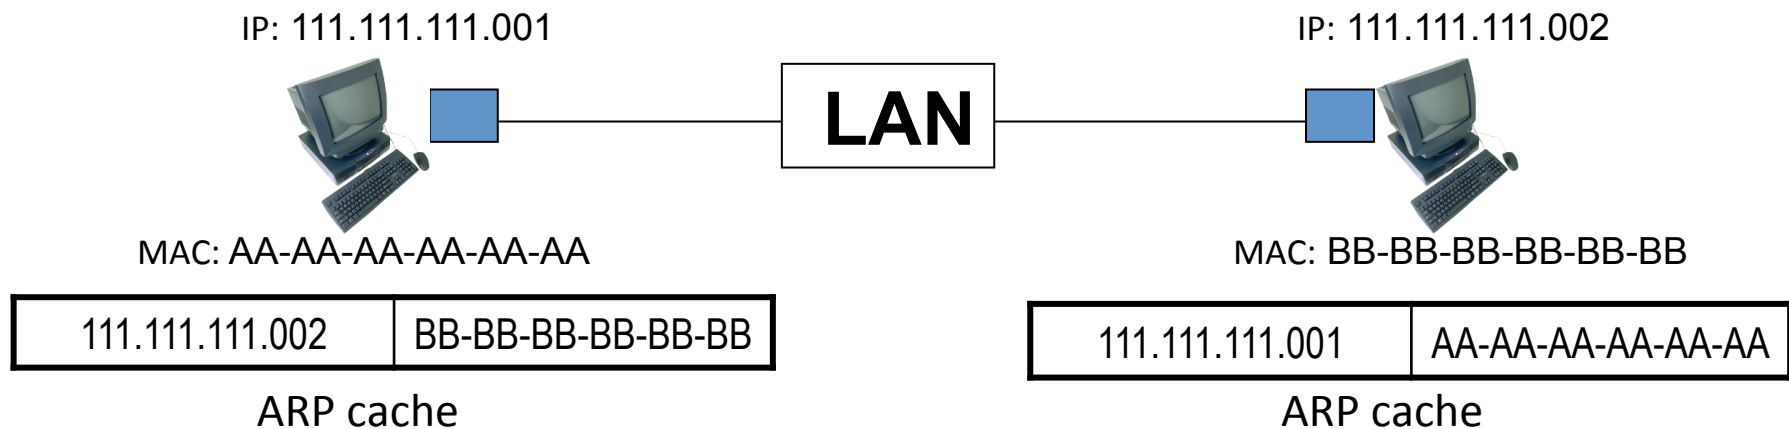 IP: 111.111.111.001
IP: 111.111.111.002
LAN
MAC: AA-AA-AA-AA-AA-AA
MAC: BB-BB-BB-BB-BB-BB
111.111.111.002 BB-BB-BB-BB-BB-BB
111.111.111.001 AA-AA-AA-AA-AA-AA
ARP cache
ARP cache